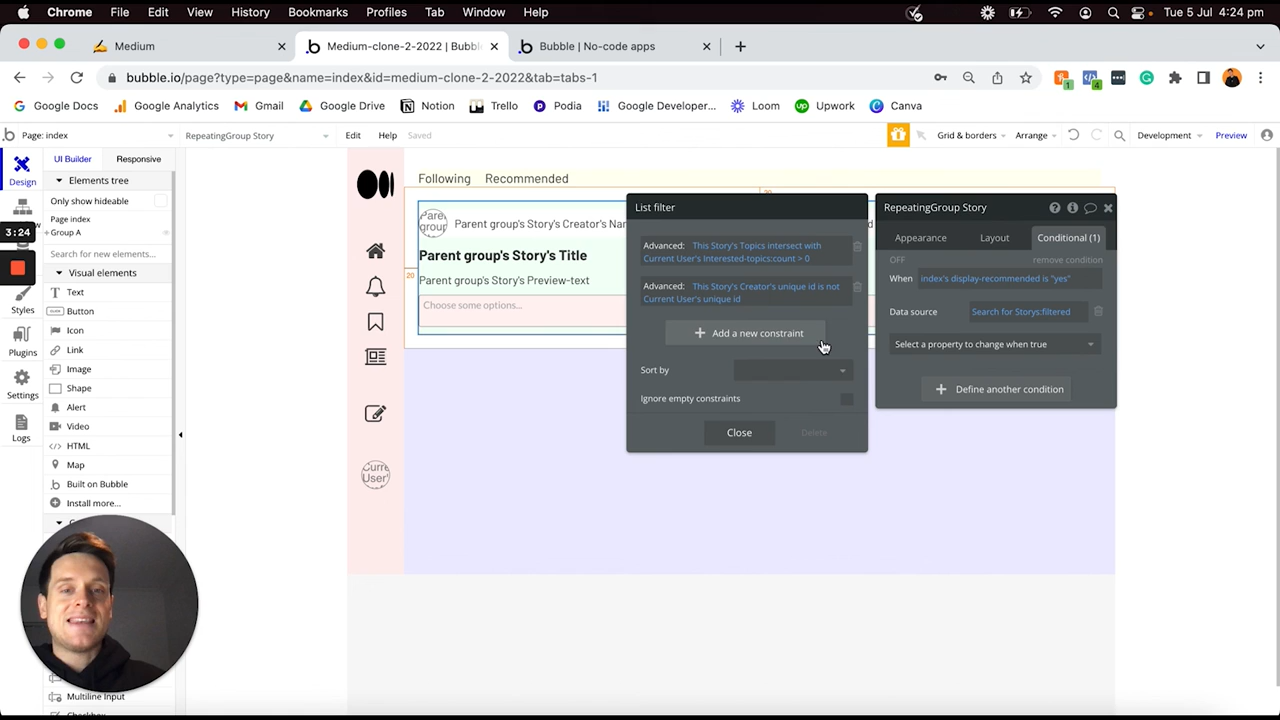 Chrome File Edit View History Bookmarks Profiles Tab Window Help
Tue 5 Jul 4:24 pm
Medium
Medium-clone-2-2022 | Bubbl
Bubble | No-code apps
bubble.io/page?type=page&name=index&id=medium-clone-2-2022&tab=tabs-1
1
4
Google Docs Google Analytics Gmail Google Drive Notion Trello Podia Google Developer... Loom Upwork Canva
Page: index
RepeatingGroup Story
Edit Help Saved
Grid & borders Arrange
Development Preview
Design
3:24
Styles
Plugins
Settings
Logs
UI Builder Responsive
Elements tree
Only show hideable
Page index
Group A
Search for new elements...
Visual elements
Text
Button
Icon
Link
Image
Shape
Alert
Video
HTML
Map
Built on Bubble
Install more...
Multiline Input
Following Recommended
20
Pare
group'
Parent group's Story's Creator's Na
Parent group's Story's Title
20
Parent group's Story's Preview-text
Choose some options...
Curre
User'
List filter
Advanced: This Story's Topics intersect with
Current User's Interested-topics:count > 0
Advanced: This Story's Creator's unique id is not
Current User's unique id
Add a new constraint
Sort by
Ignore empty constraints
Close Delete
RepeatingGroup Story
Appearance Layout Conditional (1)
OFF remove condition
When index's display-recommended is "yes"
Data source Search for Storys:filtered
Select a property to change when true
Define another condition